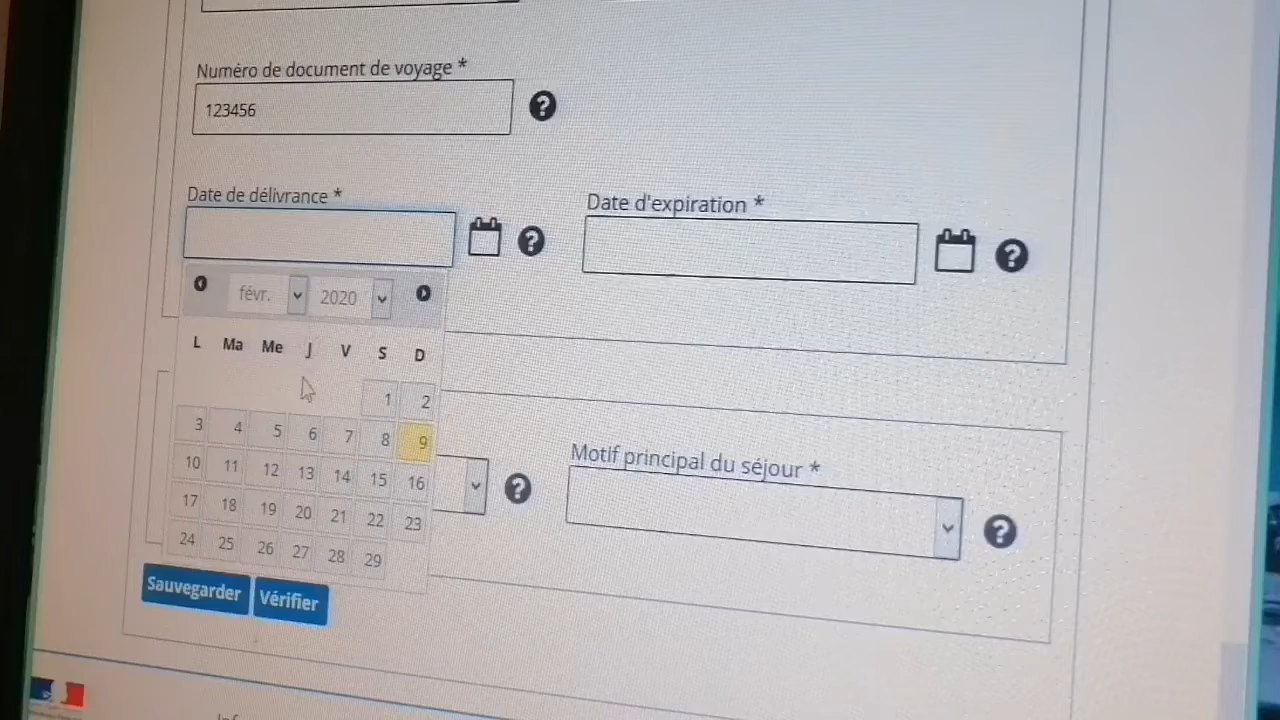 Numéro de document de voyage *
123456
Date de délivrance *
Date d'expiration *
févr. 2020
L Ma Me J V S D
1 2
3 4 5 6 7 8 9
10 11 12 13 14 15 16
17 18 19 20 21 22 23
24 25 26 27 28 29
Motif principal du séjour *
Sauvegarder Vérifier